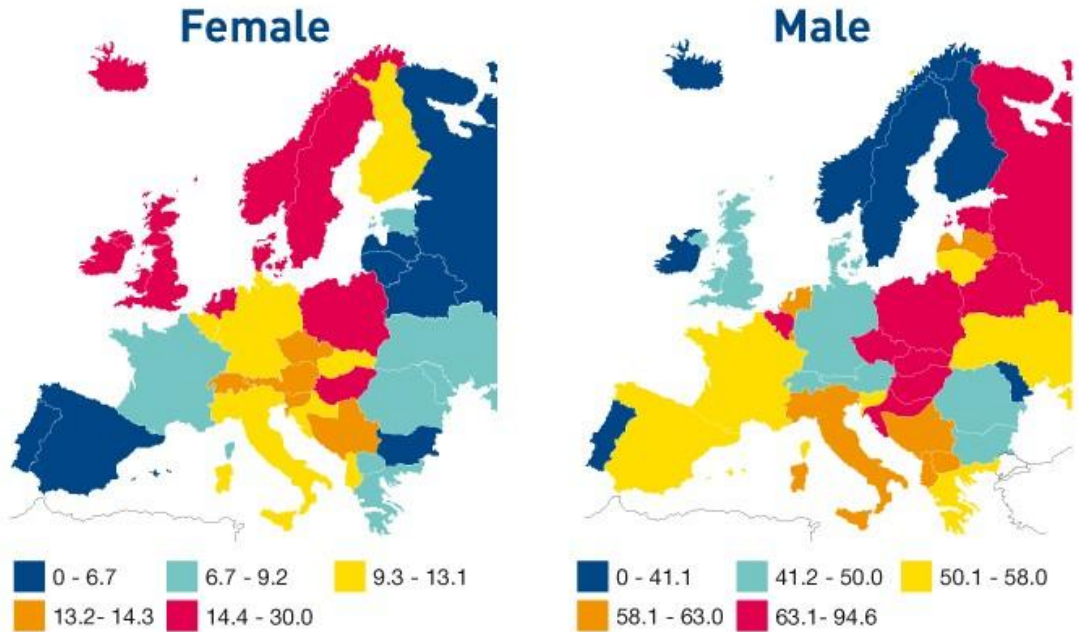 Female
Male
0 - 6.7
6.7 - 9.2
9.3 - 13.1
13.2- 14.3
14.4 - 30.0
0 - 41.1
41.2 - 50.0
50.1 - 58.0
58.1 - 63.0
63.1- 94.6